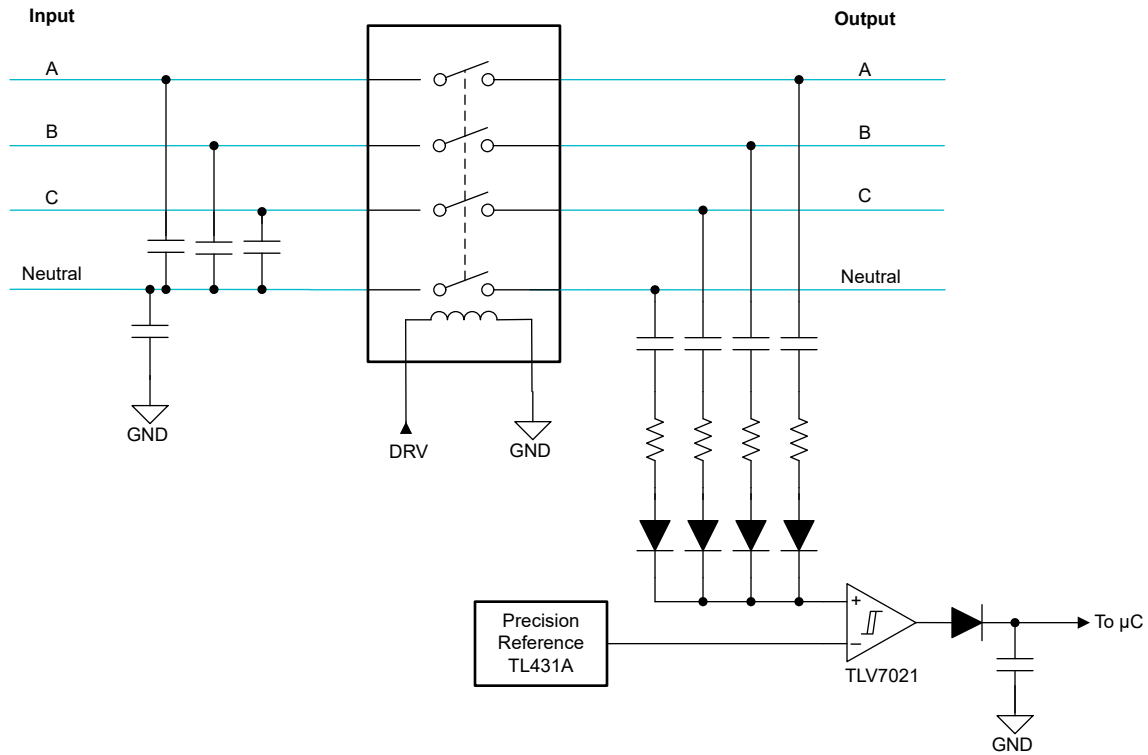 Input
Output
A
A
B
B
C
C
Neutral
Neutral
GND
DRV
GND
Precision
Reference
TL431A
+
−
TLV7021
To µC
GND